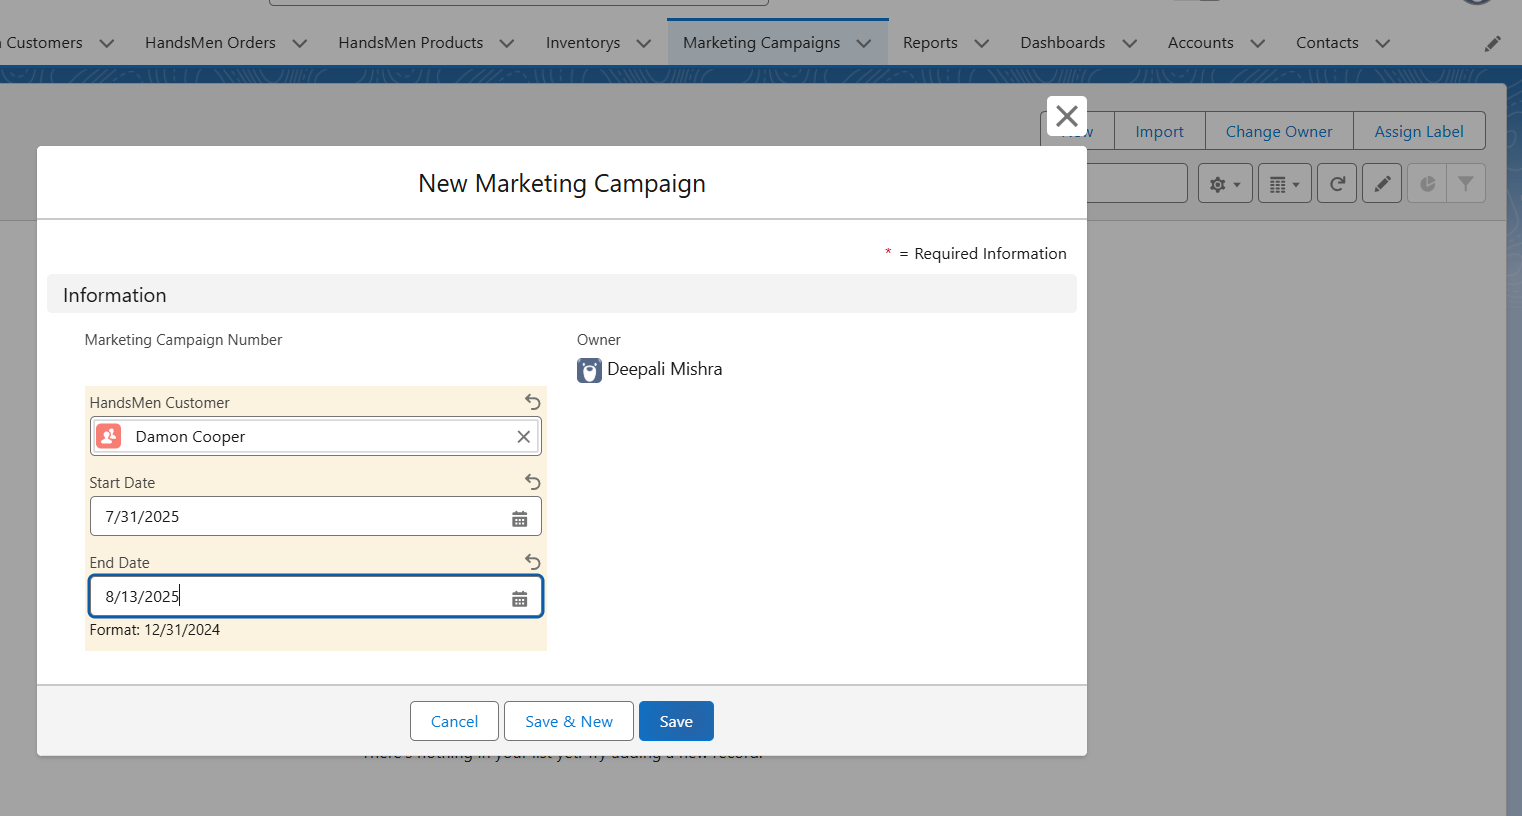 Customers
HandsMen Orders
HandsMen Products
Inventorys
Marketing Campaigns
Reports
Dashboards
Accounts
Contacts
Import
Change Owner
Assign Label
New Marketing Campaign
* = Required Information
Information
Marketing Campaign Number
Owner
Deepali Mishra
HandsMen Customer
Damon Cooper
Start Date
7/31/2025
End Date
8/13/2025
Format: 12/31/2024
Cancel
Save & New
Save